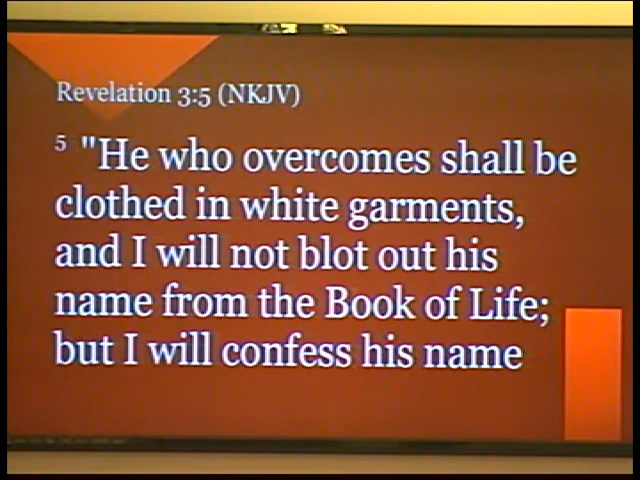 Revelation 3:5 (NKJV)
5 "He who overcomes shall be
clothed in white garments,
and I will not blot out his
name from the Book of Life;
but I will confess his name